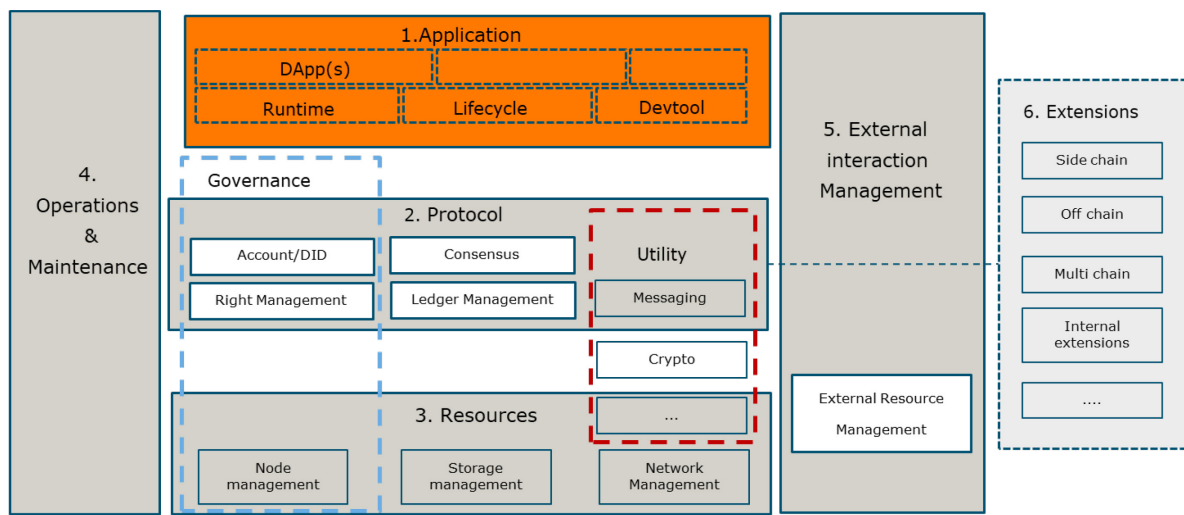 4.
Operations
&
Maintenance
1.Application
DApp(s)
Runtime
Lifecycle
Devtool
Governance
2. Protocol
Account/DID
Consensus
Utility
Right Management
Ledger Management
Messaging
Crypto
3. Resources
...
Node
management
Storage
management
Network
Management
5. External
interaction
Management
External Resource
Management
6. Extensions
Side chain
Off chain
Multi chain
Internal
extensions
....